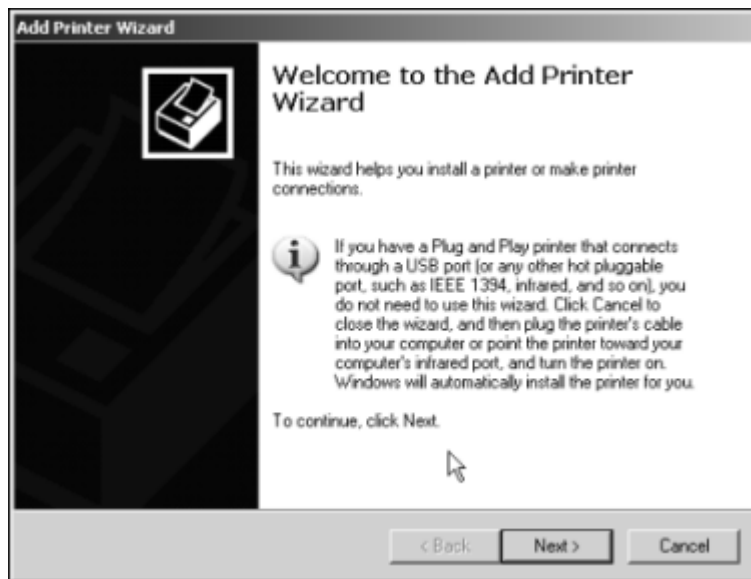 Add Printer Wizard
Welcome to the Add Printer
Wizard
This wizard helps you install a printer or make printer
connections.
If you have a Plug and Play printer that connects
through a USB port (or any other hot pluggable
port, such as IEEE 1394, infrared, and so on), you
do not need to use this wizard. Click Cancel to
close the wizard, and then plug the printer's cable
into your computer or point the printer toward your
computer's infrared port, and turn the printer on.
Windows will automatically install the printer for you.
To continue, click Next.
< Back Next > Cancel